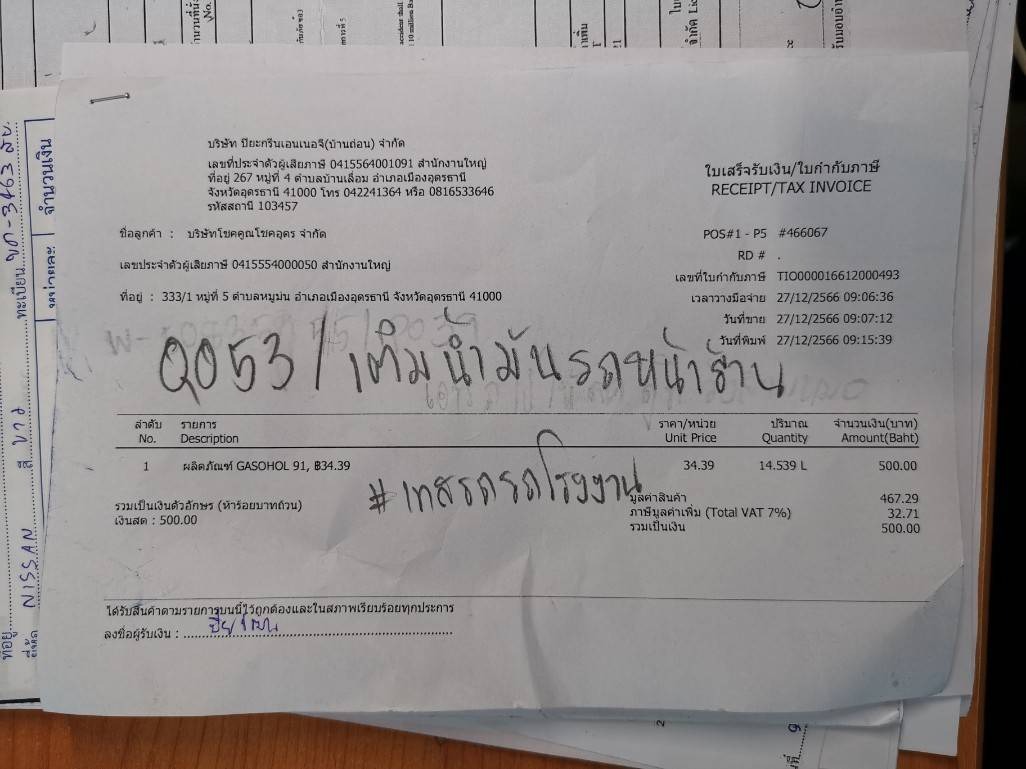 บริษัท ปิยะกรีนเอนเนอจี(บ้านถ่อน) จำกัด
เลขที่ประจำตัวผู้เสียภาษี 0415564001091 สำนักงานใหญ่
ที่อยู่ 267 หมู่ที่ 4 ตำบลบ้านเลื่อม อำเภอเมืองอุดรธานี
จังหวัดอุดรธานี 41000 โทร 042241364 หรือ 0816533646
รหัสสถานี 103457
ใบเสร็จรับเงิน/ใบกำกับภาษี
RECEIPT/TAX INVOICE
ชื่อลูกค้า : บริษัทโชคคูณโชคอุดร จำกัด
เลขประจำตัวผู้เสียภาษี 0415554000050 สำนักงานใหญ่
ที่อยู่ : 333/1 หมู่ที่ 5 ตำบลหมูม่น อำเภอเมืองอุดรธานี จังหวัดอุดรธานี 41000
POS#1 - P5 #466067
RD # .
เลขที่ใบกำกับภาษี TIO000016612000493
เวลาวางมือจ่าย 27/12/2566 09:06:36
วันที่ขาย 27/12/2566 09:07:12
วันที่พิมพ์ 27/12/2566 09:15:39
Q053 / เติมน้ำมันรถหน้าร้าน
ลำดับ รายการ ราคา/หน่วย ปริมาณ จำนวนเงิน(บาท)
No. Description Unit Price Quantity Amount(Baht)
1 ผลิตภัณฑ์ GASOHOL 91, ฿34.39 34.39 14.539 L 500.00
#เทสรถรถโรงงาน
รวมเป็นเงินตัวอักษร (ห้าร้อยบาทถ้วน)
เงินสด : 500.00
มูลค่าสินค้า 467.29
ภาษีมูลค่าเพิ่ม (Total VAT 7%) 32.71
รวมเป็นเงิน 500.00
ได้รับสินค้าตามรายการบนนี้ไว้ถูกต้องและในสภาพเรียบร้อยทุกประการ
ลงชื่อผู้รับเงิน :
จำนวนเงิน
หน่วยละ
ทะเบียน
สี ขาว
ยี่ห้อ NISSAN
ที่อยู่